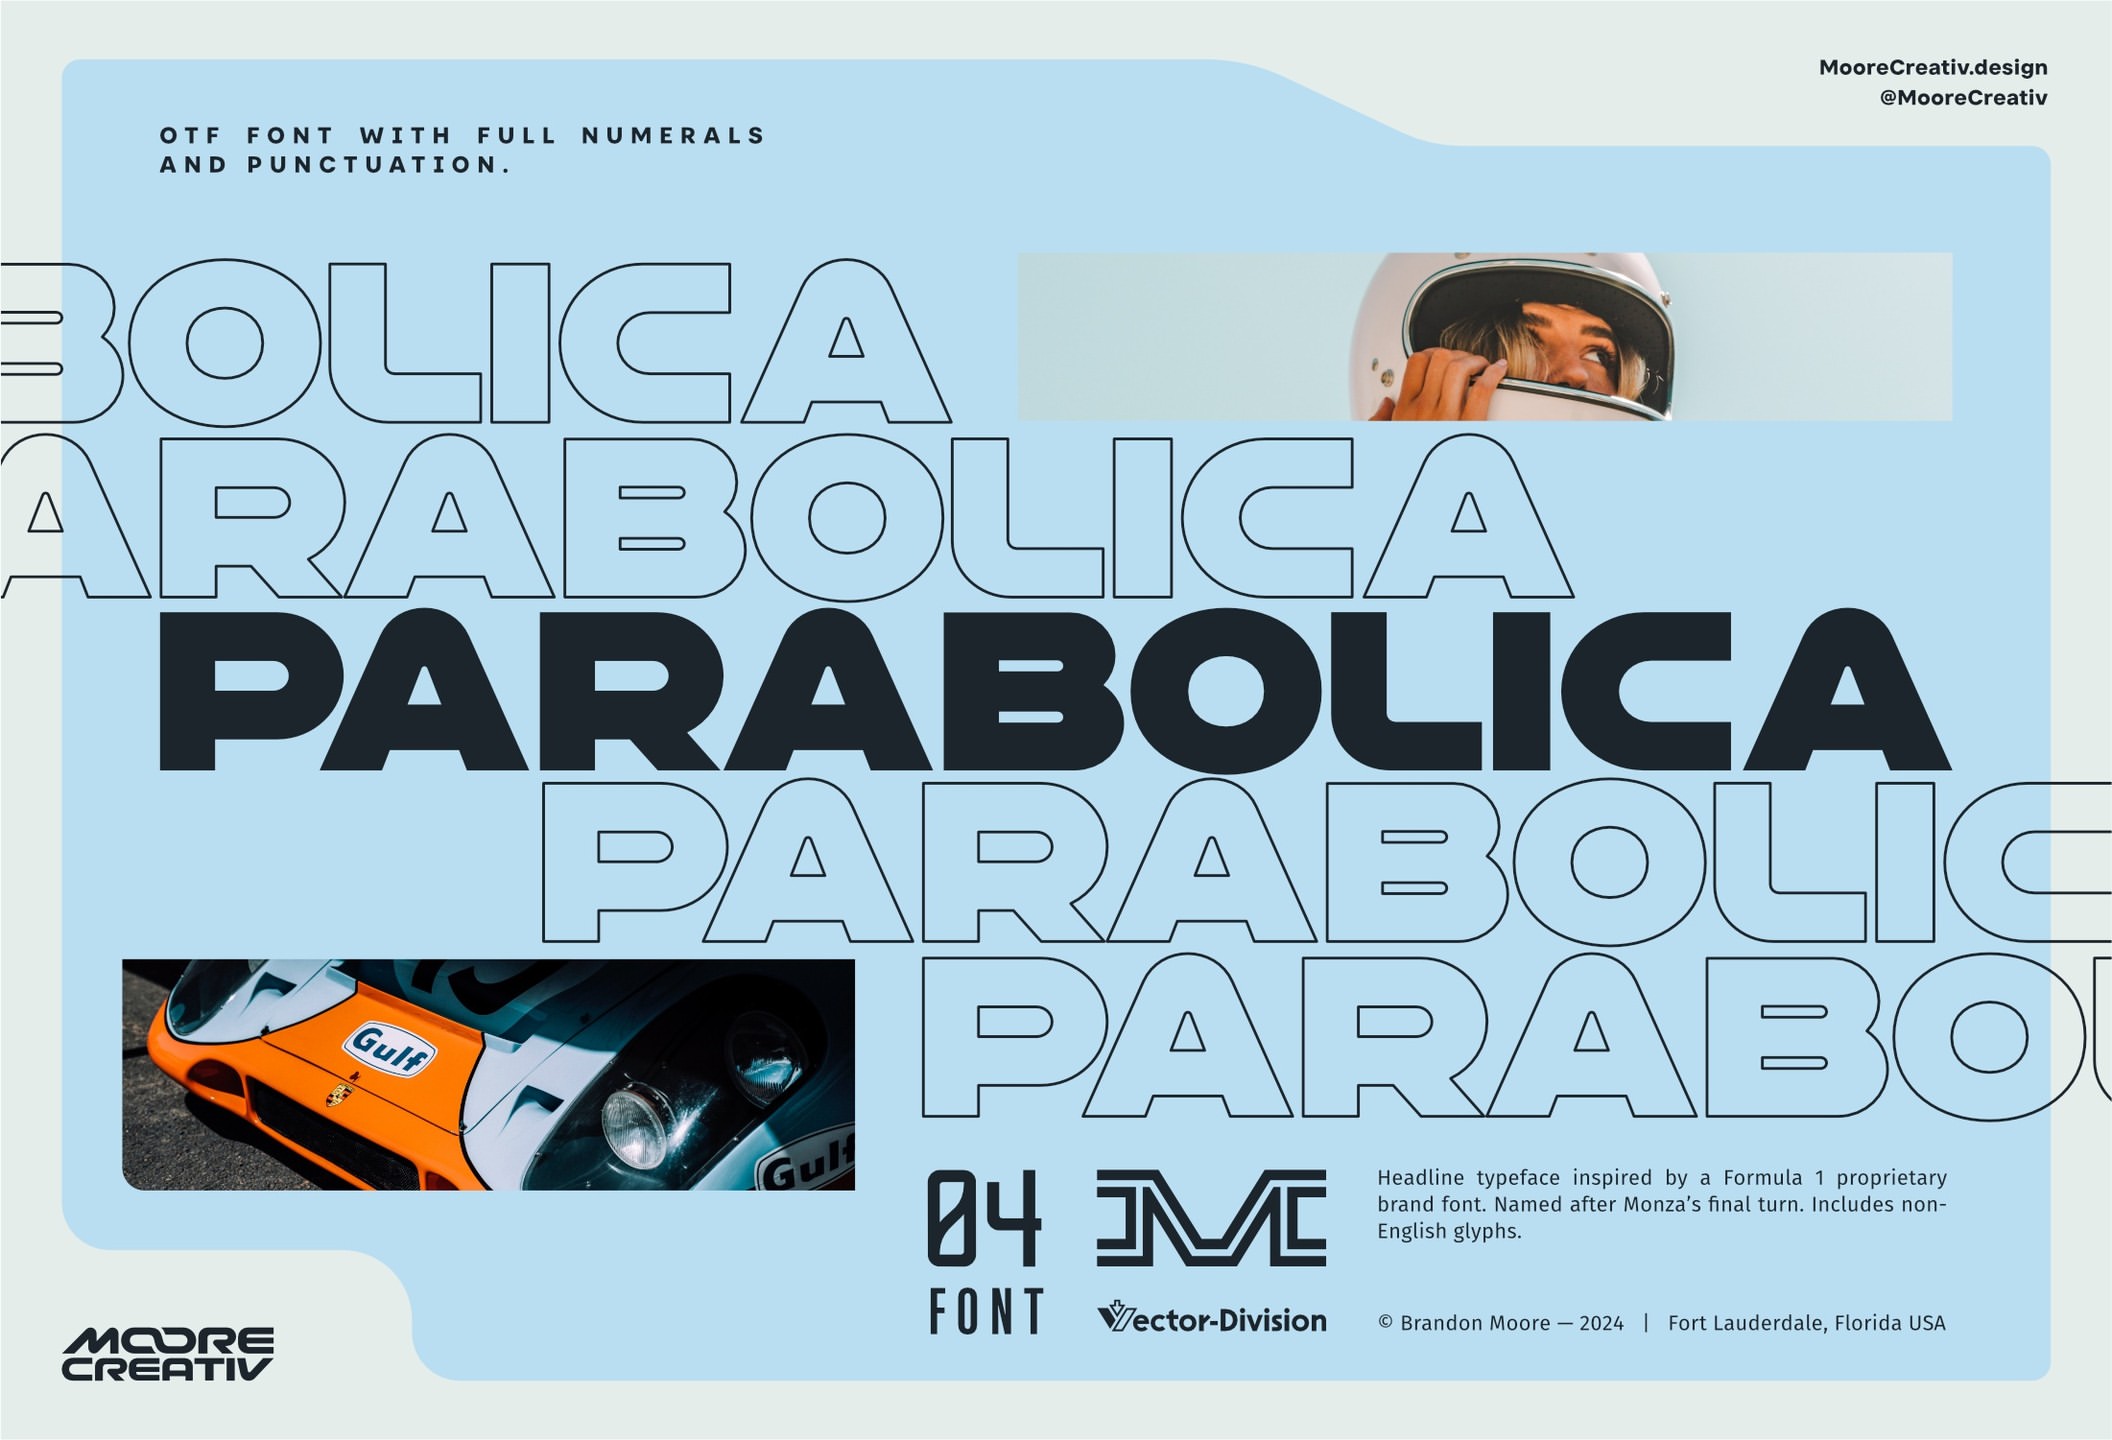 MooreCreativ.design
@MooreCreativ
OTF FONT WITH FULL NUMERALS
AND PUNCTUATION.
BOLICA
ARABOLICA
PARABOLICA
PARABOLIC
PARABO
Gulf
Gulf
04
FONT
M
Vector-Division
Headline typeface inspired by a Formula 1 proprietary
brand font. Named after Monza’s final turn. Includes non-
English glyphs.
© Brandon Moore — 2024 | Fort Lauderdale, Florida USA
MOORE
CREATIV